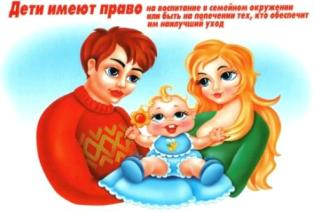 Дети имеют право на воспитание в семейном окружении
или быть на попечении тех, кто обеспечит
им наилучший уход